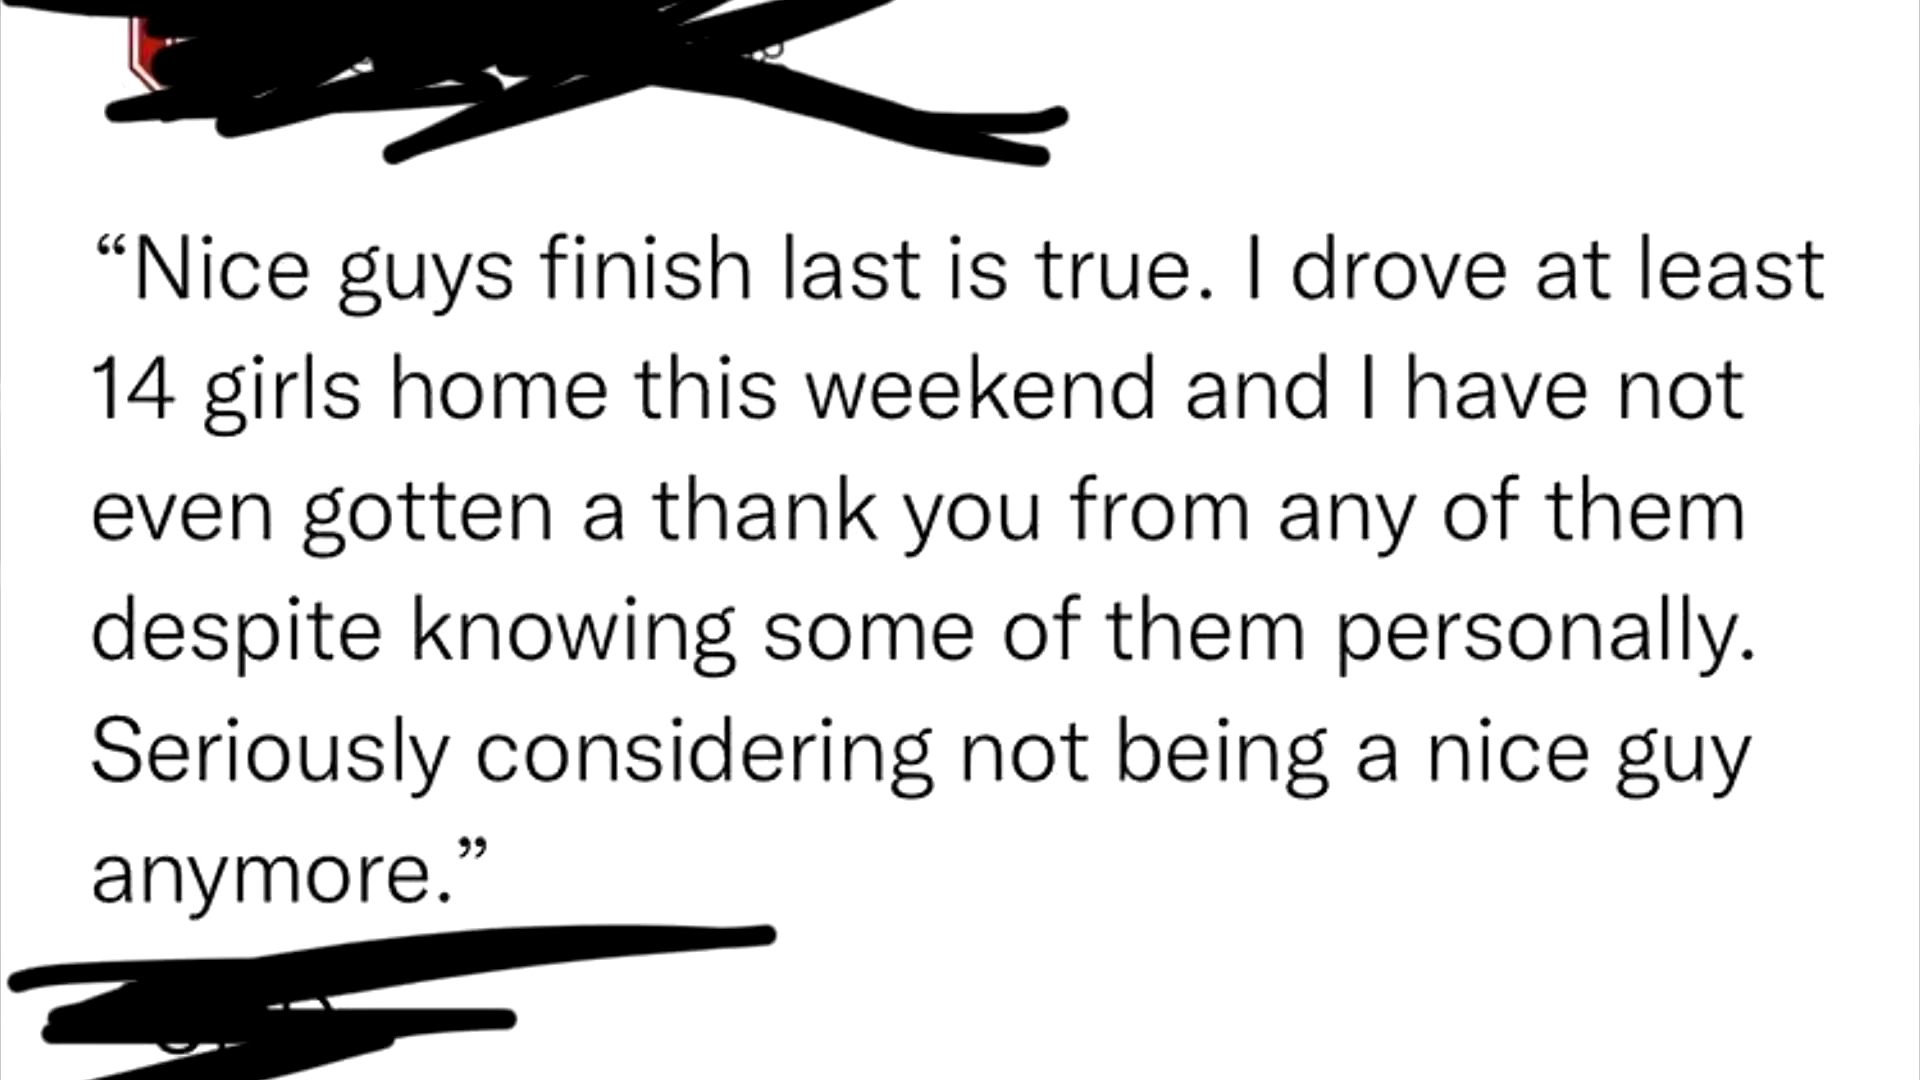 “Nice guys finish last is true. I drove at least
14 girls home this weekend and I have not
even gotten a thank you from any of them
despite knowing some of them personally.
Seriously considering not being a nice guy
anymore.”